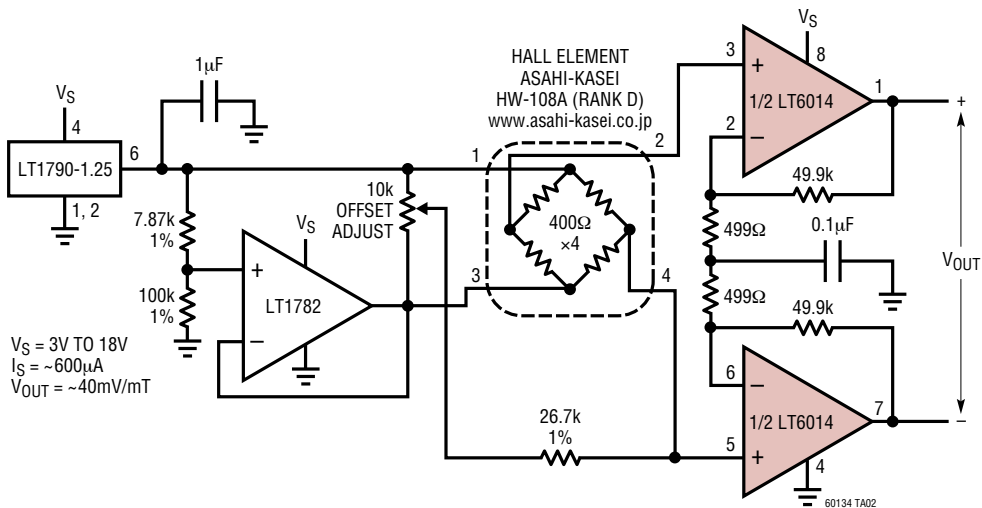 1µF
VS
4
LT1790-1.25
6
1, 2
7.87k
1%
100k
1%
VS = 3V TO 18V
IS = ~600µA
VOUT = ~40mV/mT
VS
+
LT1782
–
10k
OFFSET
ADJUST
HALL ELEMENT
ASAHI-KASEI
HW-108A (RANK D)
www.asahi-kasei.co.jp
1
2
400Ω
×4
3
4
26.7k
1%
VS
8
3
+
1/2 LT6014
1
2
–
49.9k
499Ω
0.1µF
499Ω
49.9k
6
–
1/2 LT6014
7
5
+
4
+
VOUT
–
60134 TA02